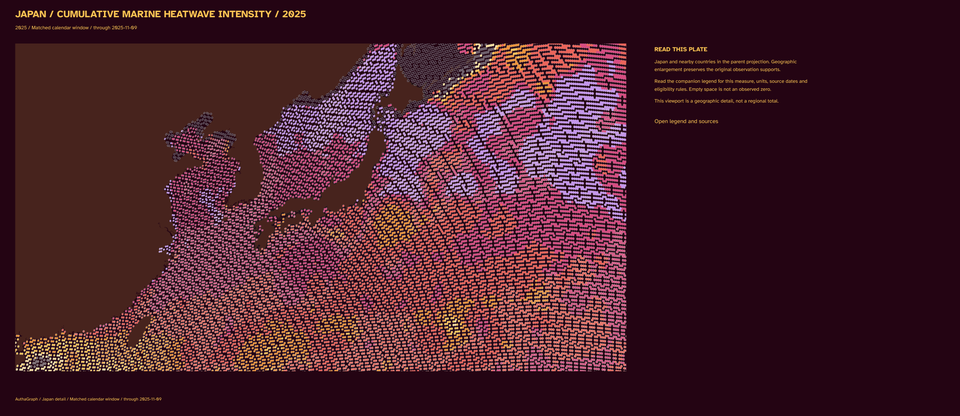 JAPAN / CUMULATIVE MARINE HEATWAVE INTENSITY / 2025
2025 / Matched calendar window / through 2025-11-09
READ THIS PLATE
Japan and nearby countries in the parent projection. Geographic
enlargement preserves the original observation supports.
Read the companion legend for this measure, units, source dates and
eligibility rules. Empty space is not an observed zero.
This viewport is a geographic detail, not a regional total.
Open legend and sources
AuthaGraph / Japan detail / Matched calendar window / through 2025-11-09